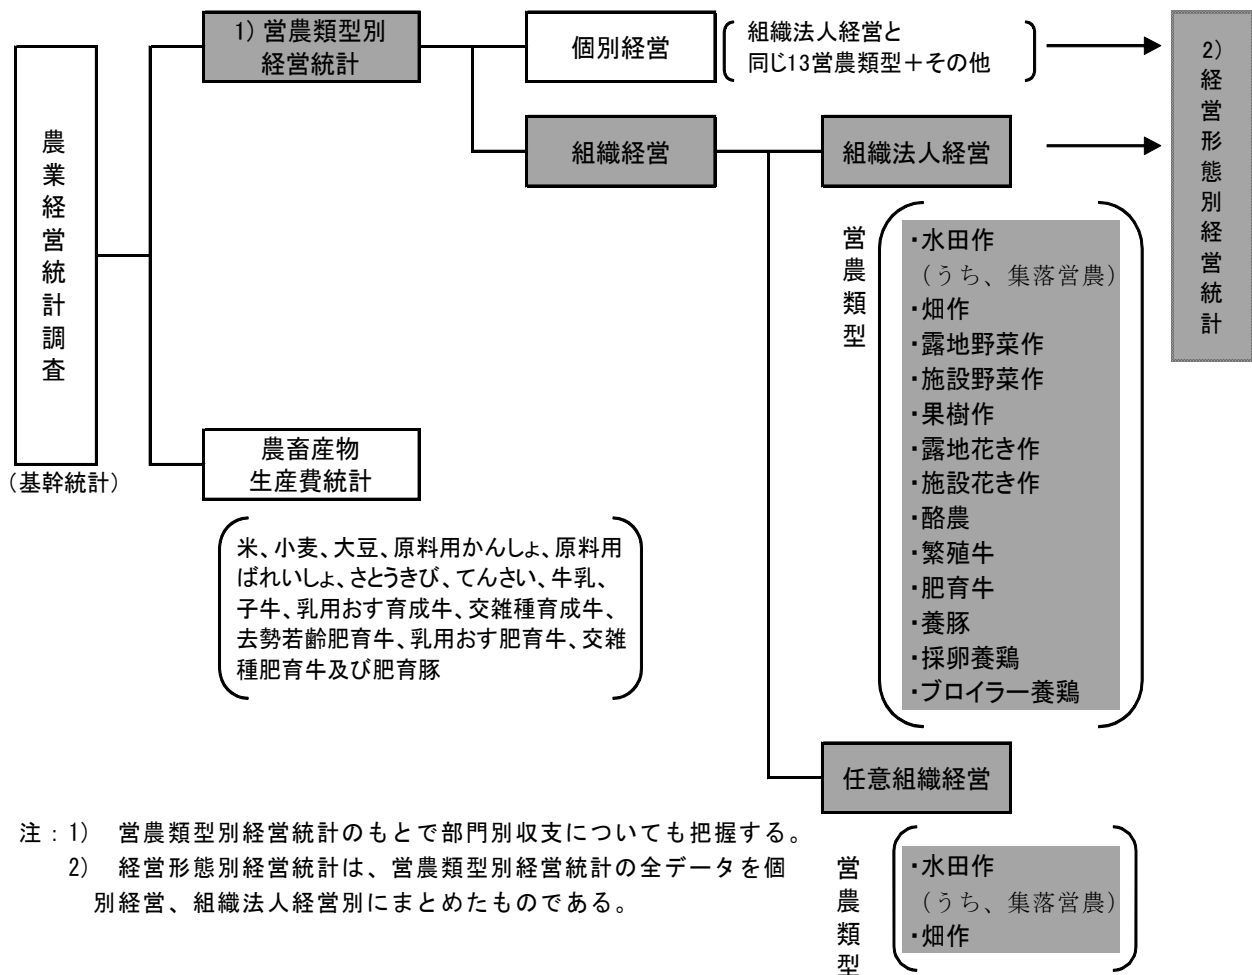 農業経営統計調査
(基幹統計)
1) 営農類型別
経営統計
個別経営
組織法人経営と
同じ13営農類型＋その他
2)
経営形態別経営統計
組織経営
組織法人経営
営農類型
・水田作
(うち、集落営農)
・畑作
・露地野菜作
・施設野菜作
・果樹作
・露地花き作
・施設花き作
・酪農
・繁殖牛
・肥育牛
・養豚
・採卵養鶏
・ブロイラー養鶏
農畜産物
生産費統計
米、小麦、大豆、原料用かんしょ、原料用
ばれいしょ、さとうきび、てんさい、牛乳、
子牛、乳用おす育成牛、交雑種育成牛、
去勢若齢肥育牛、乳用おす肥育牛、交雑
種肥育牛及び肥育豚
任意組織経営
営農類型
・水田作
(うち、集落営農)
・畑作
注：1) 営農類型別経営統計のもとで部門別収支についても把握する。
2) 経営形態別経営統計は、営農類型別経営統計の全データを個
別経営、組織法人経営別にまとめたものである。